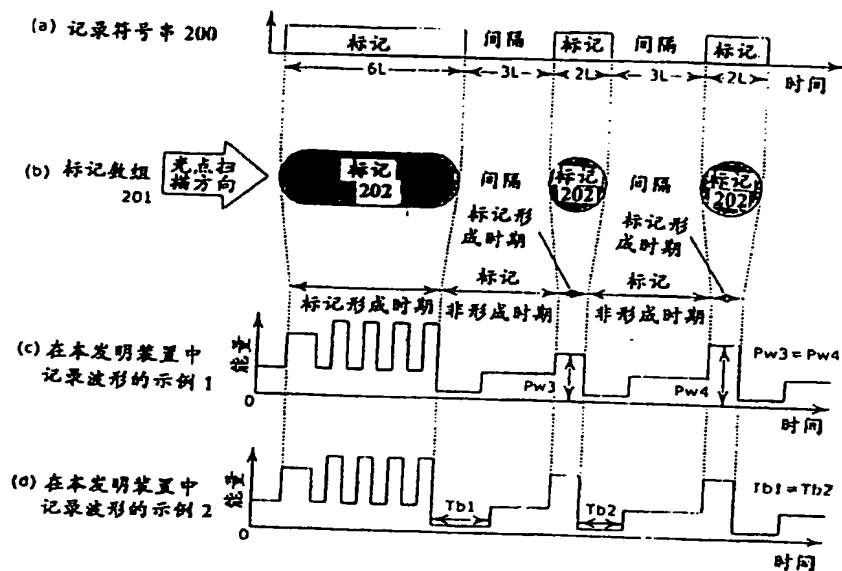 (a) 记录符号串 200
标记 间隔 标记 间隔 标记
6L 3L 2L 3L 2L 时间
(b) 标记数组
201
光点扫
描方向
标记
202
间隔
标记
202
间隔
标记
202
标记形
成时期
标记形
成时期
标记形成时期
标记
非形成时期
标记
非形成时期
(c) 在本发明装置中
记录波形的示例 1
能量
0
Pw3
Pw4
Pw3=Pw4
时间
(d) 在本发明装置中
记录波形的示例 2
能量
0
Tb1
Tb2
Tb1=Tb2
时间